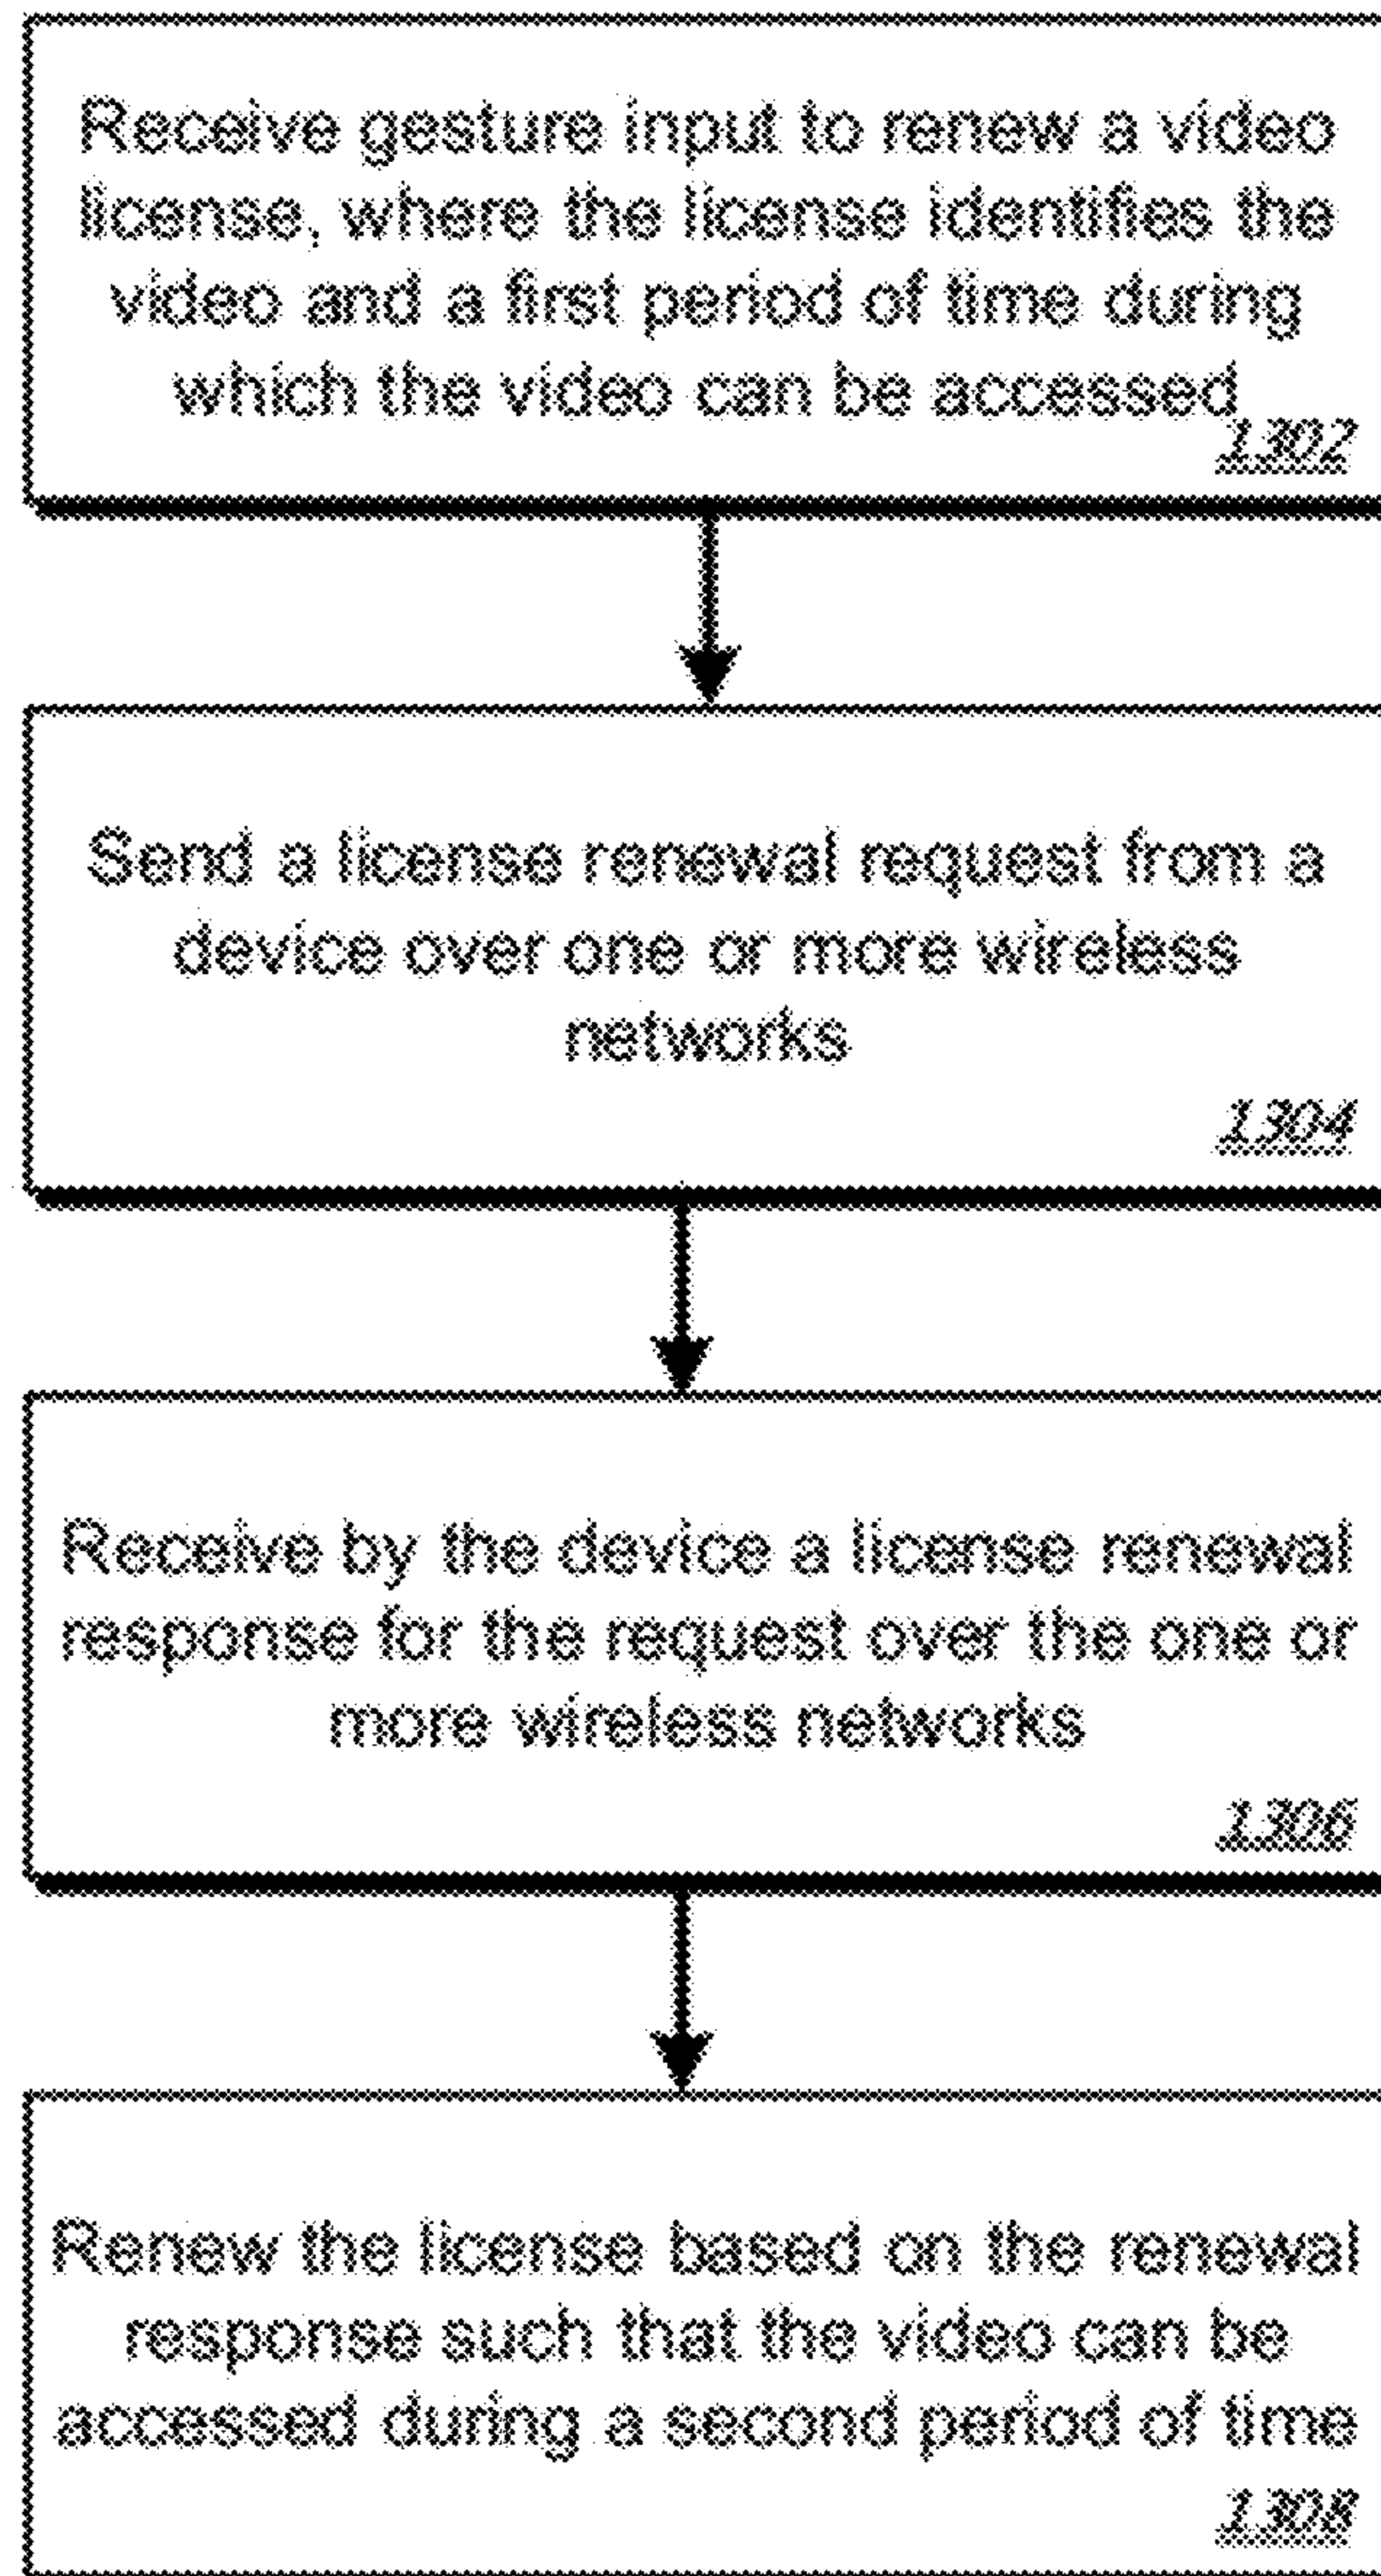 Receive gesture input to renew a video
license, where the license identifies the
video and a first period of time during
which the video can be accessed
1302
Send a license renewal request from a
device over one or more wireless
networks
1304
Receive by the device a license renewal
response for the request over the one or
more wireless networks
1306
Renew the license based on the renewal
response such that the video can be
accessed during a second period of time
1308